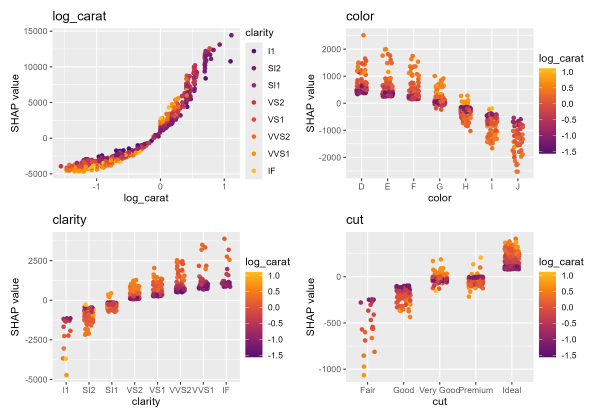 log_carat
15000
10000
5000
0
-5000
SHAP value
-1
0
1
log_carat
clarity
I1
SI2
SI1
VS2
VS1
VVS2
VVS1
IF
color
2000
1000
0
-1000
-2000
SHAP value
D E F G H I J
color
log_carat
1.0
0.5
0.0
-0.5
-1.0
-1.5
clarity
2500
0
-2500
-5000
SHAP value
I1 SI2 SI1 VS2 VS1 VVS2 VVS1 IF
clarity
log_carat
1.0
0.5
0.0
-0.5
-1.0
-1.5
cut
0
-500
-1000
SHAP value
Fair Good Very Good Premium Ideal
cut
log_carat
1.0
0.5
0.0
-0.5
-1.0
-1.5